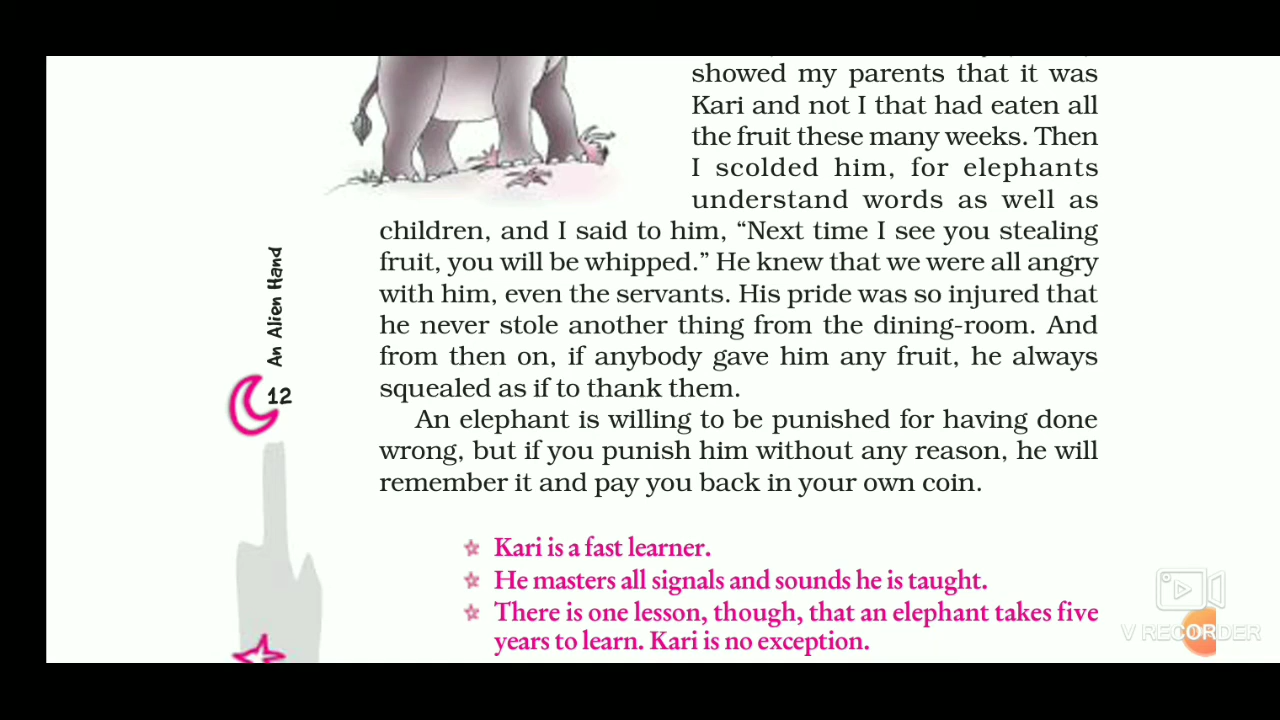 showed my parents that it was
Kari and not I that had eaten all
the fruit these many weeks. Then
I scolded him, for elephants
understand words as well as
children, and I said to him, “Next time I see you stealing
fruit, you will be whipped.” He knew that we were all angry
with him, even the servants. His pride was so injured that
he never stole another thing from the dining-room. And
from then on, if anybody gave him any fruit, he always
squealed as if to thank them.
An elephant is willing to be punished for having done
wrong, but if you punish him without any reason, he will
remember it and pay you back in your own coin.
Kari is a fast learner.
He masters all signals and sounds he is taught.
There is one lesson, though, that an elephant takes five
years to learn. Kari is no exception.
An Alien Hand
12
V RECORDER